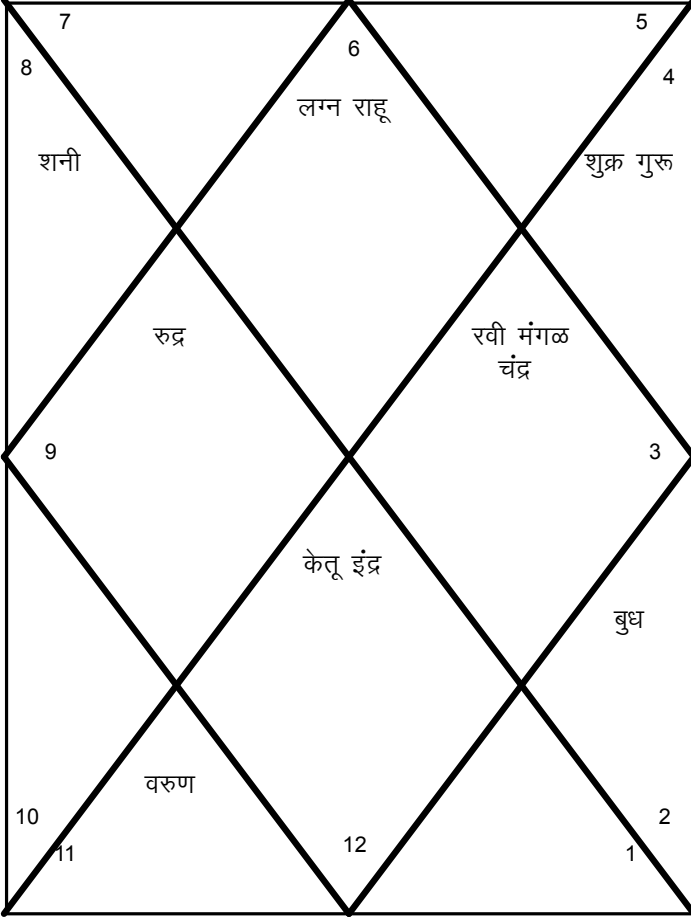 7
5
6
8
4
लग्न राहू
शनी
शुक्र गुरू
रुद्र
रवी मंगळ
चंद्र
9
3
केतू इंद्र
बुध
वरुण
10
2
12
11
1